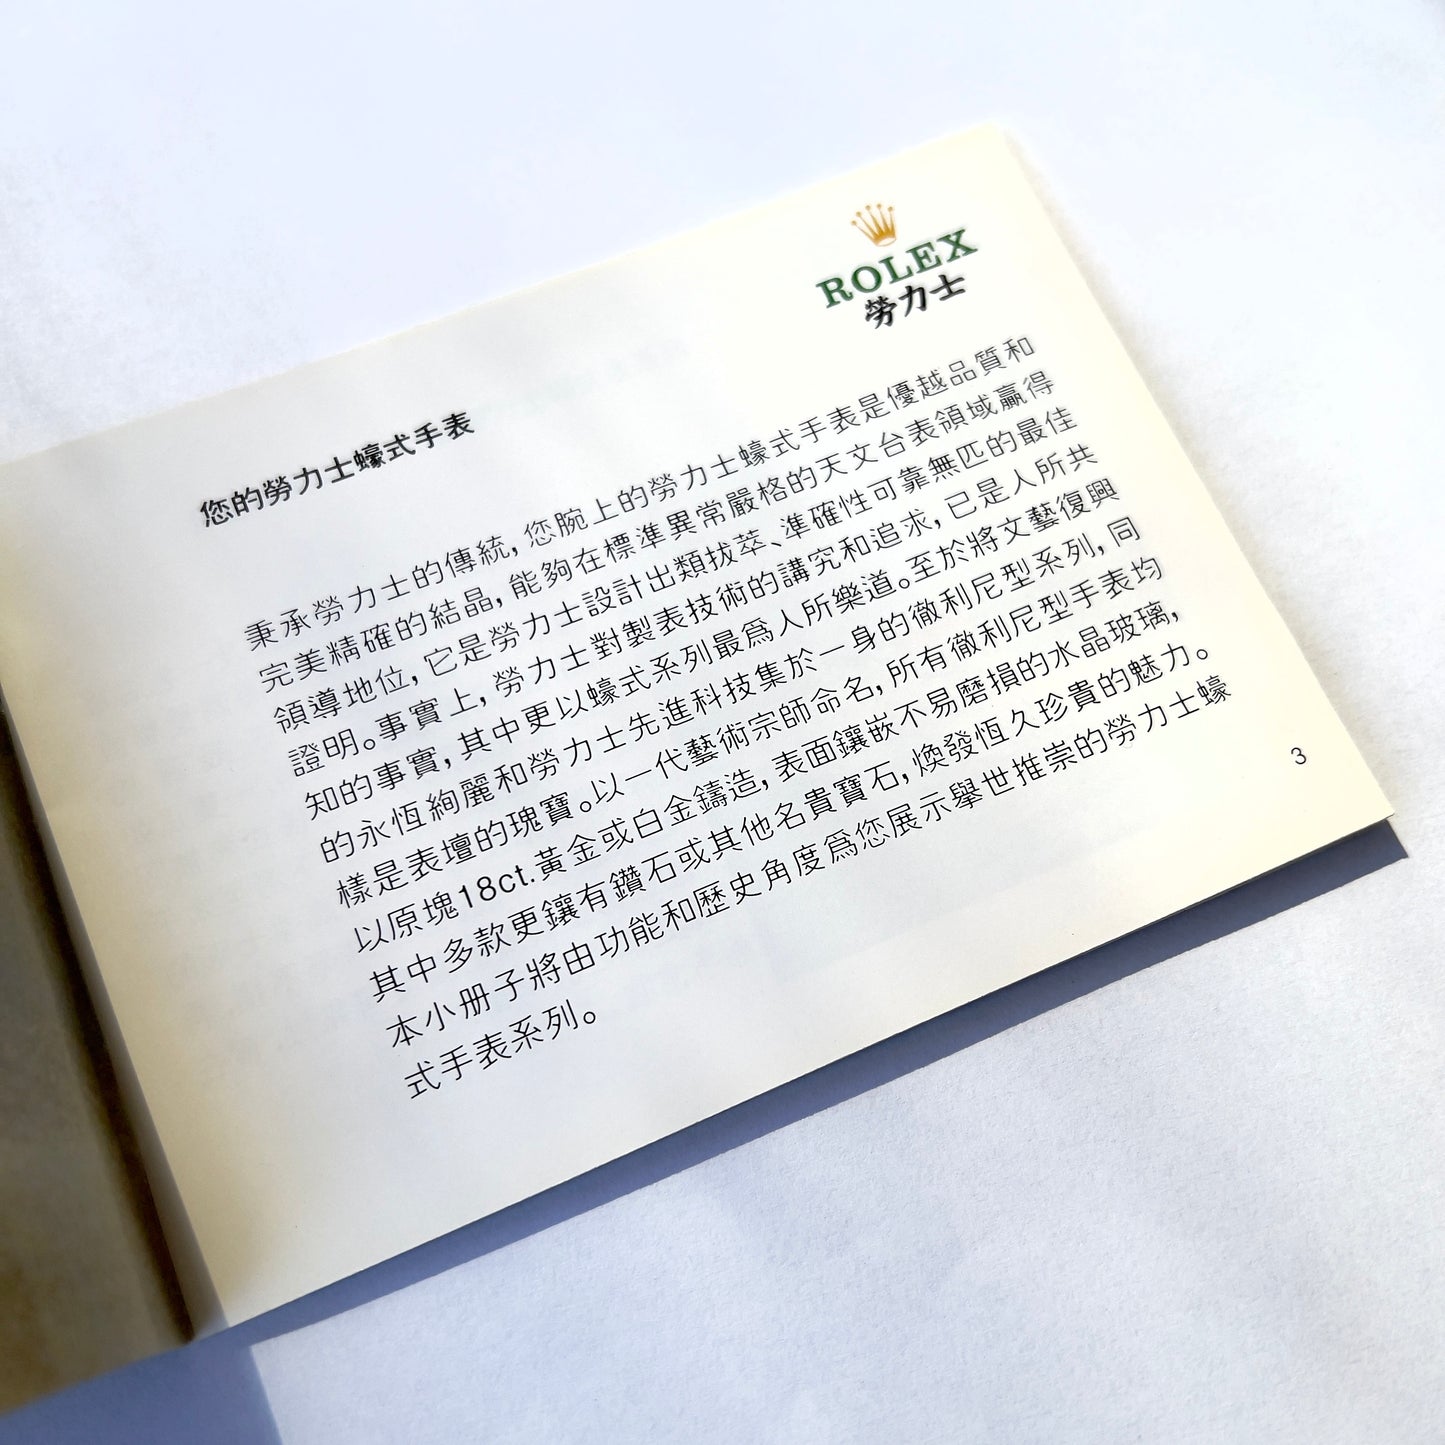 ROLEX
勞力士
您的勞力士蠔式手表
秉承勞力士的傳統，您腕上的勞力士蠔式手表是優越品質和
完美精確的結晶，能夠在標準異常嚴格的天文台表領域贏得
領導地位，它是勞力士設計出類拔萃、準確性可靠無匹的最佳
證明。事實上，勞力士對製表技術的講究和追求，已是人所共
知的事實，其中更以蠔式系列最爲人所樂道。至於將文藝復興
的永恆絢麗和勞力士先進科技集於一身的徹利尼型系列，同
樣是表壇的瑰寶。以一代藝術宗師命名，所有徹利尼型手表均
以原塊18ct.黃金或白金鑄造，表面鑲嵌不易磨損的水晶玻璃，
其中多款更鑲有鑽石或其他名貴寶石，煥發恆久珍貴的魅力。
本小册子將由功能和歷史角度爲您展示舉世推崇的勞力士蠔
式手表系列。
3